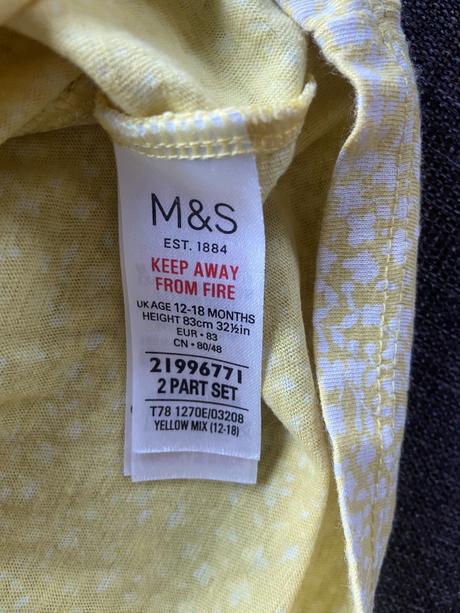 M&S
EST. 1884
KEEP AWAY
FROM FIRE
UK AGE 12-18 MONTHS
HEIGHT 83cm 32½in
EUR • 83
CN • 80/48
21996771
2 PART SET
T78 1270E/03208
YELLOW MIX (12-18)